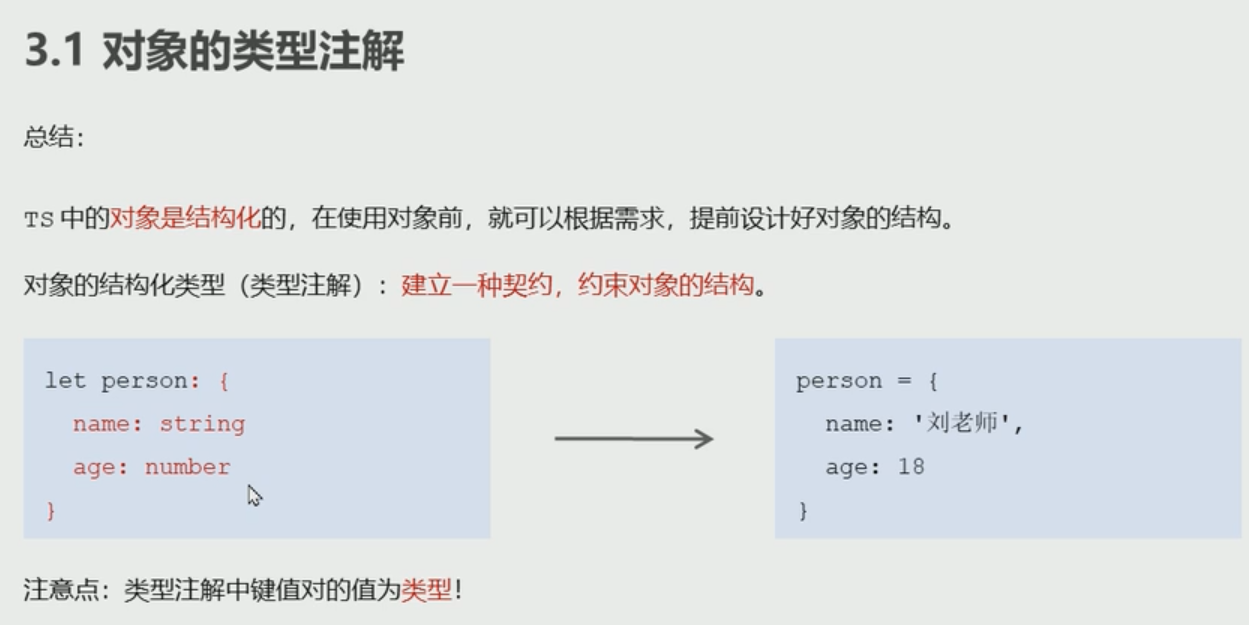 3.1 对象的类型注解
总结：
TS 中的对象是结构化的，在使用对象前，就可以根据需求，提前设计好对象的结构。
对象的结构化类型（类型注解）：建立一种契约，约束对象的结构。
let person: {
name: string
age: number
}
person = {
name: '刘老师',
age: 18
}
注意点：类型注解中键值对的值为类型！